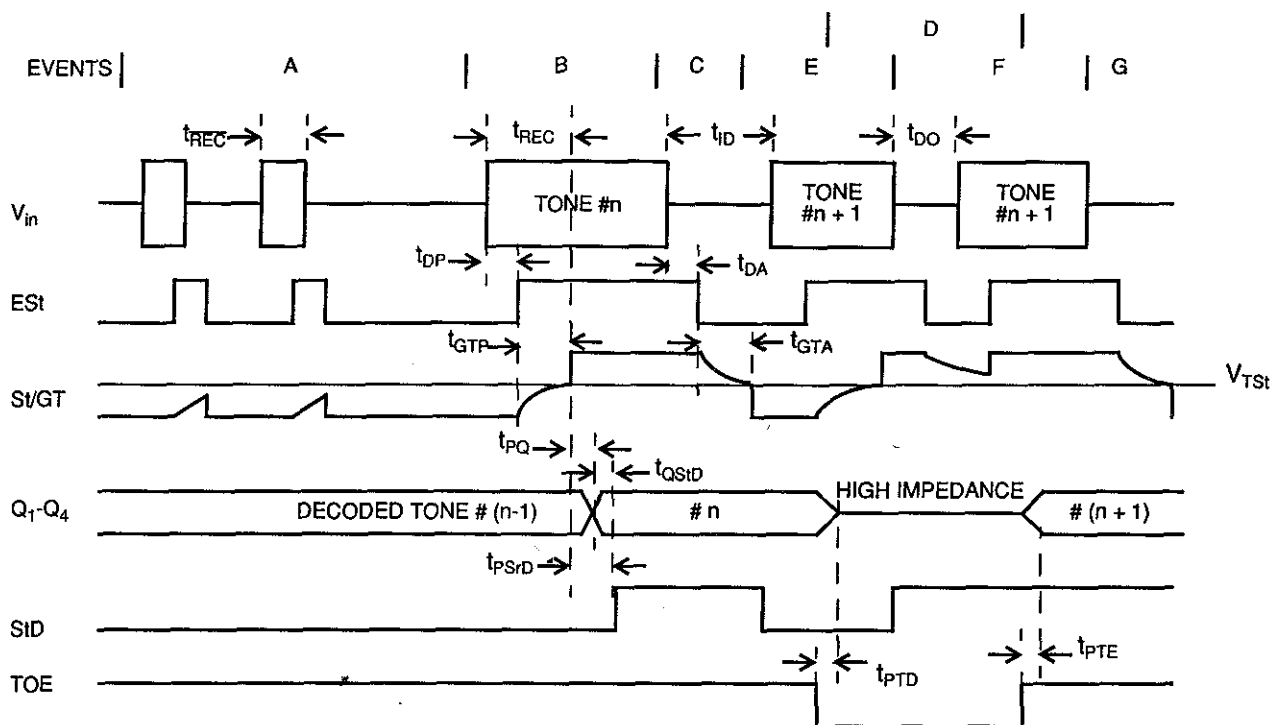 D
EVENTS A B C E F G
tREC tREC tID tDO
Vin TONE #n TONE #n + 1 TONE #n + 1
tDP tDA
ESt
tGTP tGTA
St/GT VTSt
tPQ tQStD
Q1-Q4 DECODED TONE # (n-1) # n HIGH IMPEDANCE # (n + 1)
tPSrD
StD
tPTD tPTE
TOE